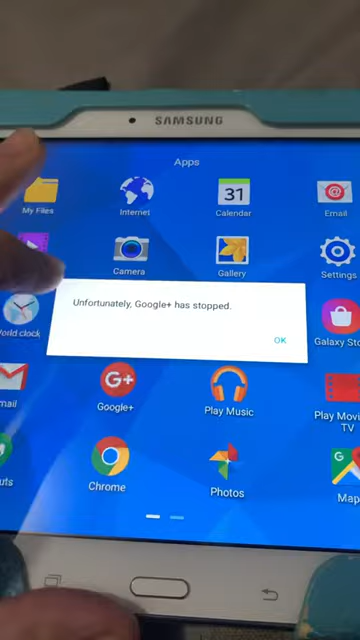 SAMSUNG
Apps
31
My Files
Internet
Calendar
Email
Camera
Gallery
Settings
Unfortunately, Google+ has stopped.
World clock
OK
Galaxy Sto
G+
mail
Google+
Play Music
Play Movi
TV
G
uts
Chrome
Photos
Map